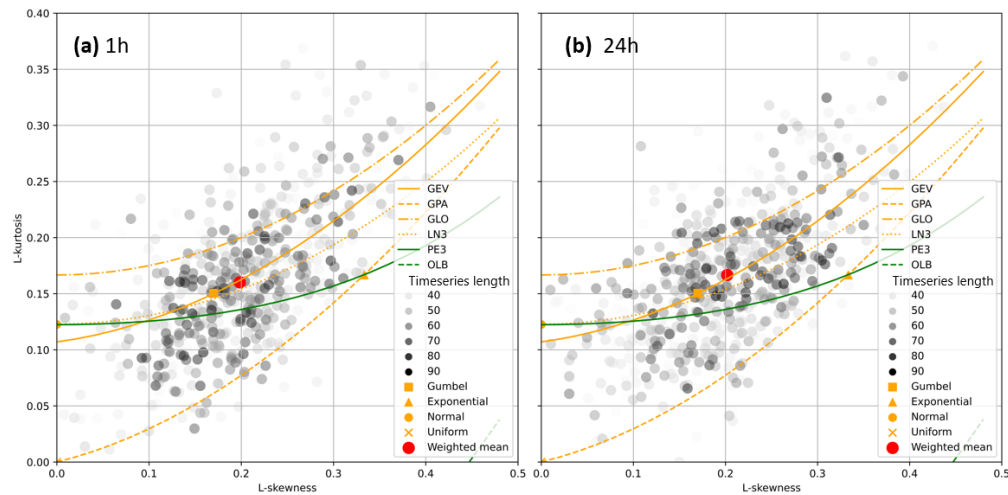 (a) 1h
(b) 24h
0.40
0.35
0.30
0.25
0.20
0.15
0.10
0.05
0.00
L-kurtosis
0.0
0.1
0.2
0.3
0.4
0.5
L-skewness
GEV
GPA
GLO
LN3
PE3
OLB
Timeseries length
40
50
60
70
80
90
Gumbel
Exponential
Normal
Uniform
Weighted mean
0.0
0.1
0.2
0.3
0.4
0.5
L-skewness
GEV
GPA
GLO
LN3
PE3
OLB
Timeseries length
40
50
60
70
80
90
Gumbel
Exponential
Normal
Uniform
Weighted mean